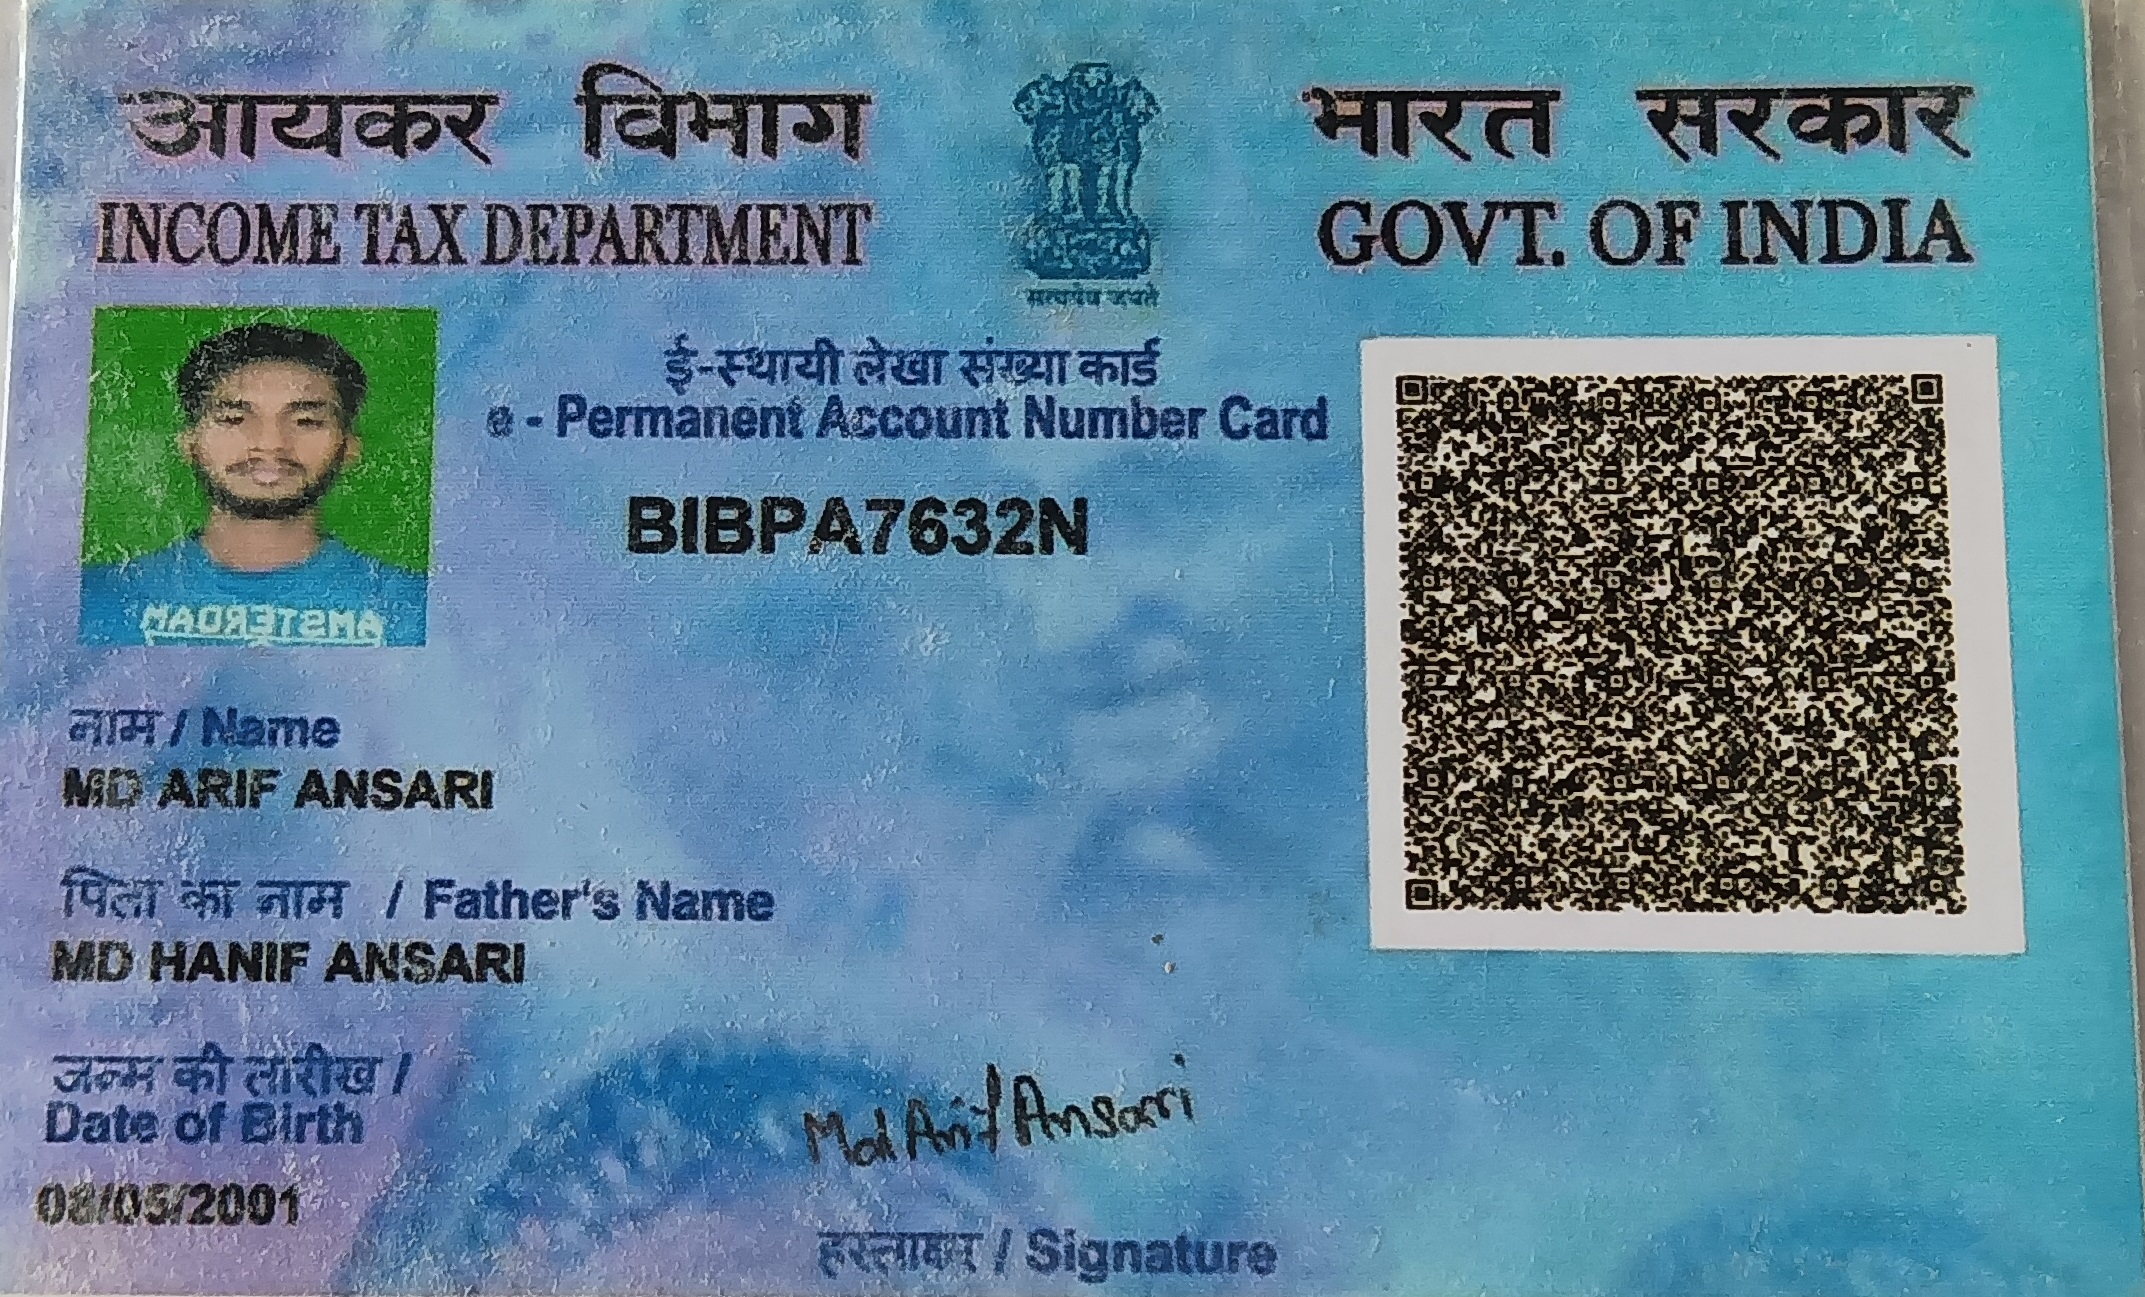 आयकर विभाग
INCOME TAX DEPARTMENT
भारत सरकार
GOVT. OF INDIA
सत्यमेव जयते
ई-स्थायी लेखा संख्या कार्ड
e - Permanent Account Number Card
BIBPA7632N
AMSTERDAM
नाम / Name
MD ARIF ANSARI
पिता का नाम / Father's Name
MD HANIF ANSARI
जन्म की तारीख /
Date of Birth
08/05/2001
Md Arif Ansari
हस्ताक्षर / Signature